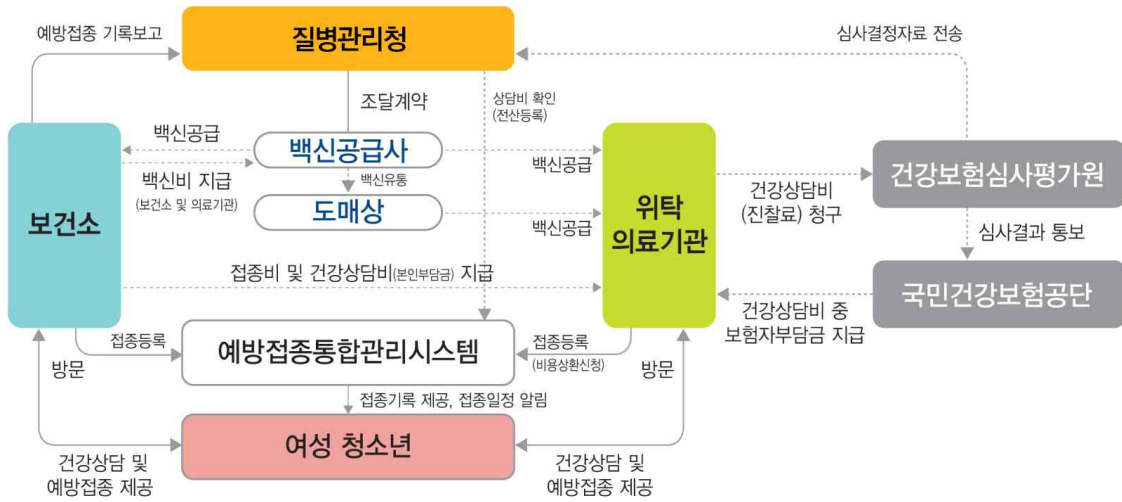 예방접종 기록보고
질병관리청
심사결정자료 전송
조달계약
상담비 확인
(전산등록)
보건소
백신공급
백신공급사
백신공급
백신비 지급
(보건소 및 의료기관)
백신유통
도매상
백신공급
위탁
의료기관
건강상담비
(진찰료) 청구
건강보험심사평가원
심사결과 통보
접종비 및 건강상담비(본인부담금) 지급
국민건강보험공단
건강상담비 중
보험자부담금 지급
접종등록
예방접종통합관리시스템
접종등록
(비용상환신청)
방문
방문
접종기록 제공, 접종일정 알림
여성 청소년
건강상담 및
예방접종 제공
건강상담 및
예방접종 제공